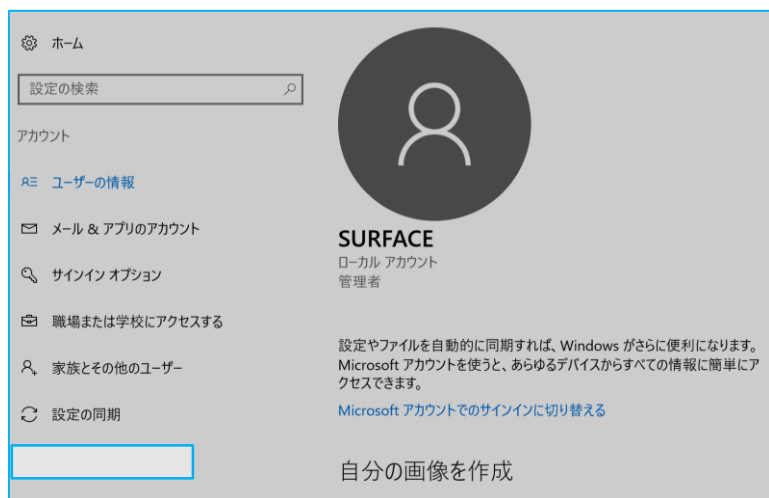 ホーム
設定の検索
アカウント
ユーザーの情報
メール & アプリのアカウント
サインイン オプション
職場または学校にアクセスする
家族とその他のユーザー
設定の同期
SURFACE
ローカル アカウント
管理者
設定やファイルを自動的に同期すれば、Windows がさらに便利になります。
Microsoft アカウントを使うと、あらゆるデバイスからすべての情報に簡単にア
クセスできます。
Microsoft アカウントでのサインインに切り替える
自分の画像を作成